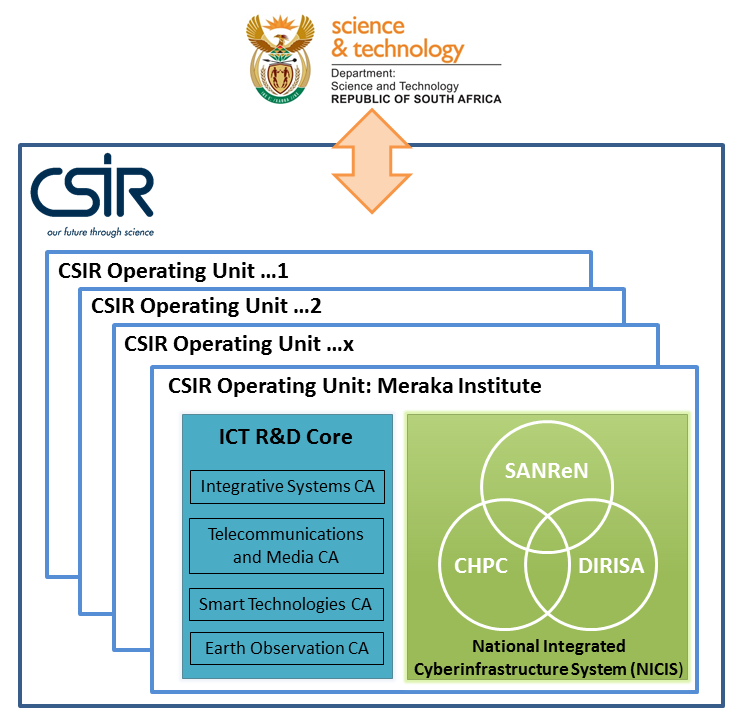 science
& technology
Department:
Science and Technology
REPUBLIC OF SOUTH AFRICA
CSIR
our future through science
CSIR Operating Unit ...1
CSIR Operating Unit ...2
CSIR Operating Unit ...x
CSIR Operating Unit: Meraka Institute
ICT R&D Core
Integrative Systems CA
Telecommunications
and Media CA
Smart Technologies CA
Earth Observation CA
SANReN
CHPC
DIRISA
National Integrated
Cyberinfrastructure System (NICIS)